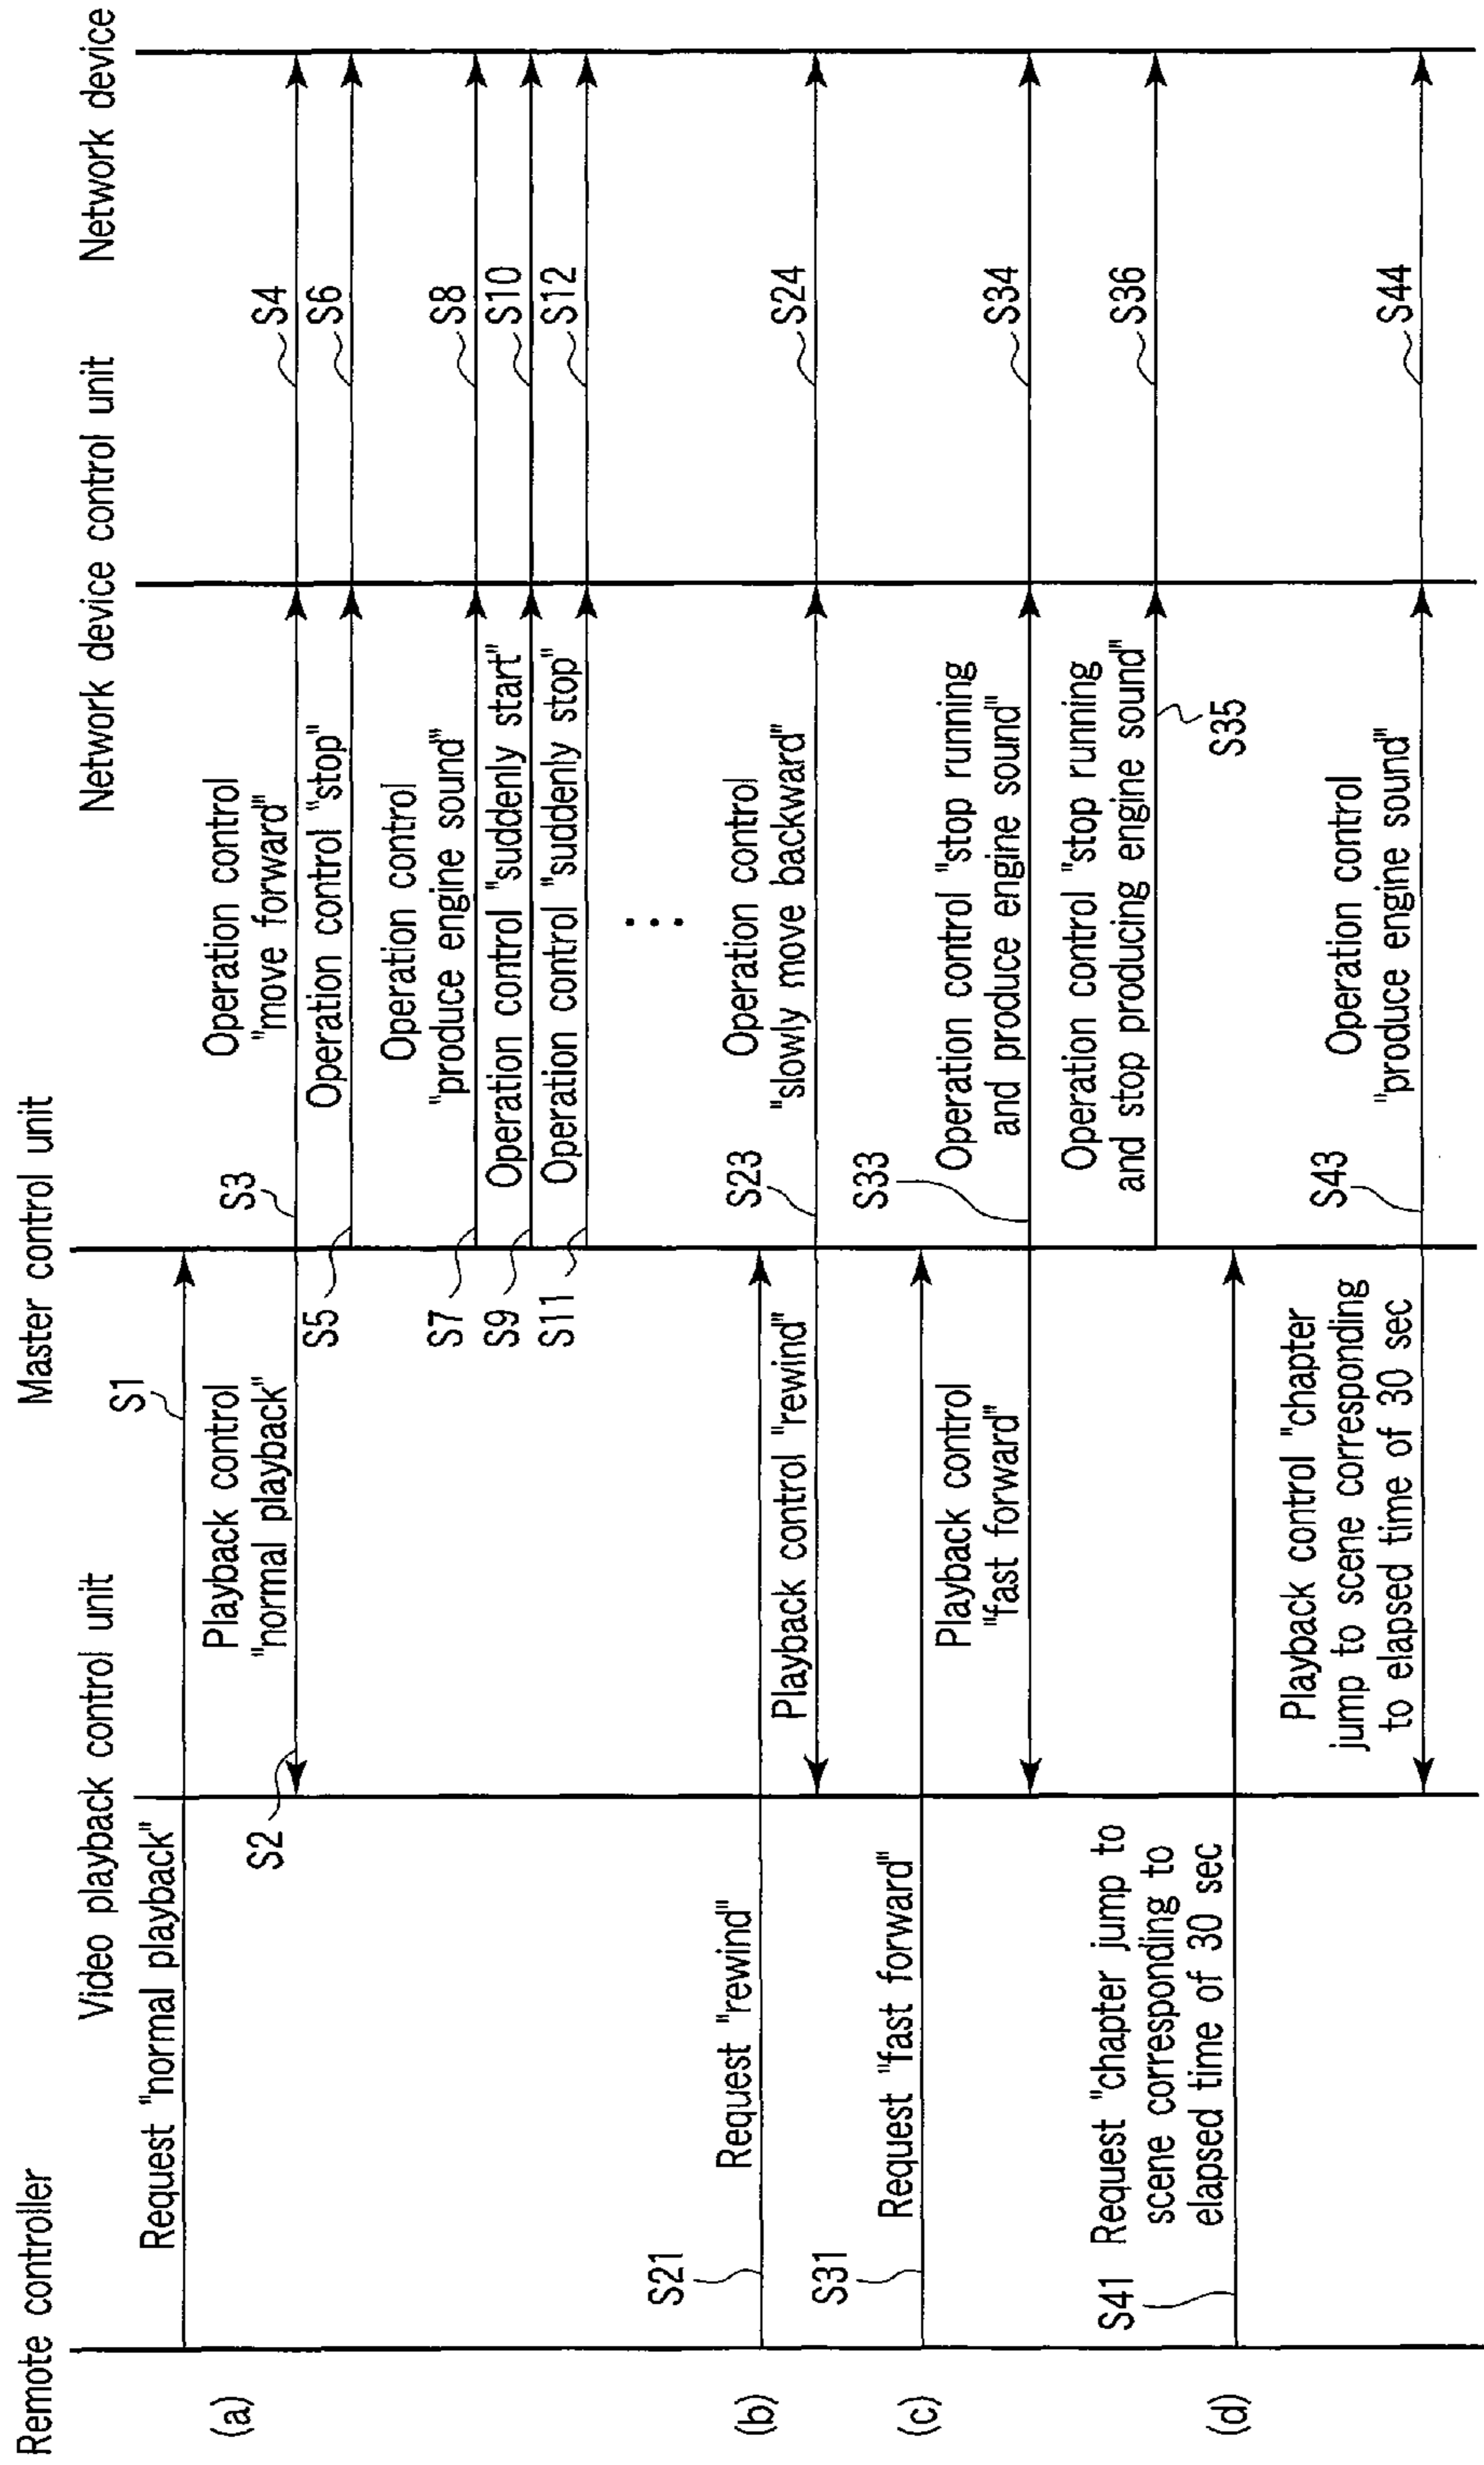 Remote controller
Video playback control unit
Master control unit
Network device control unit
Network device
(a)
Request "normal playback"
S1
Playback control
"normal playback"
S2
S3
Operation control
"move forward"
S4
S5
Operation control "stop"
S6
Operation control
"produce engine sound"
S7
S8
Operation control "suddenly start"
S9
S10
Operation control "suddenly stop"
S11
S12
(b)
S21
Request "rewind"
Playback control "rewind"
S23
Operation control
"slowly move backward"
S24
(c)
S31
Request "fast forward"
Playback control
"fast forward"
S33
Operation control "stop running
and produce engine sound"
S34
Operation control "stop running
and stop producing engine sound"
S35
S36
(d)
S41
Request "chapter jump to
scene corresponding to
elapsed time of 30 sec
Playback control "chapter
jump to scene corresponding
to elapsed time of 30 sec
S43
Operation control
"produce engine sound"
S44